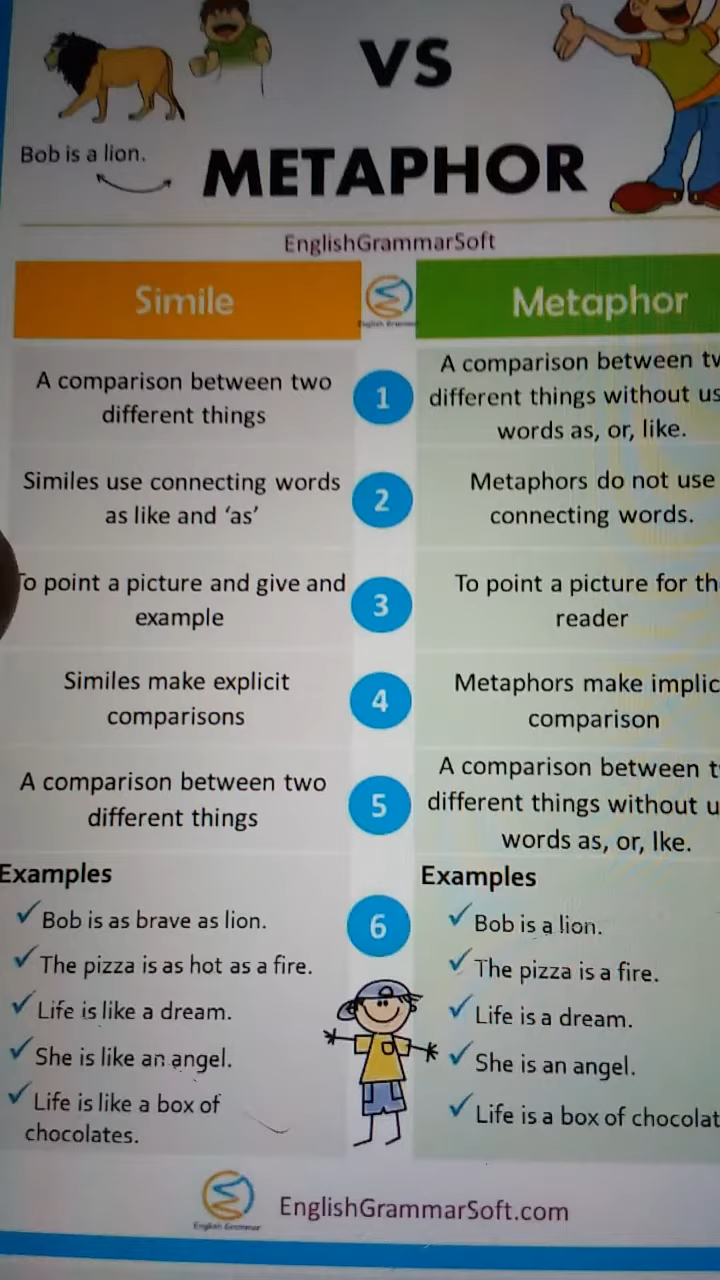 VS
Bob is a lion.
METAPHOR
EnglishGrammarSoft
Simile
English Grammar
Metaphor
A comparison between two
different things
1
A comparison between tw
different things without us
words as, or, like.
Similes use connecting words
as like and ‘as’
2
Metaphors do not use
connecting words.
To point a picture and give and
example
3
To point a picture for th
reader
Similes make explicit
comparisons
4
Metaphors make implic
comparison
A comparison between two
different things
5
A comparison between t
different things without u
words as, or, lke.
Examples
Bob is as brave as lion.
The pizza is as hot as a fire.
Life is like a dream.
She is like an angel.
Life is like a box of
chocolates.
6
Examples
Bob is a lion.
The pizza is a fire.
Life is a dream.
She is an angel.
Life is a box of chocolat
English Grammar
EnglishGrammarSoft.com